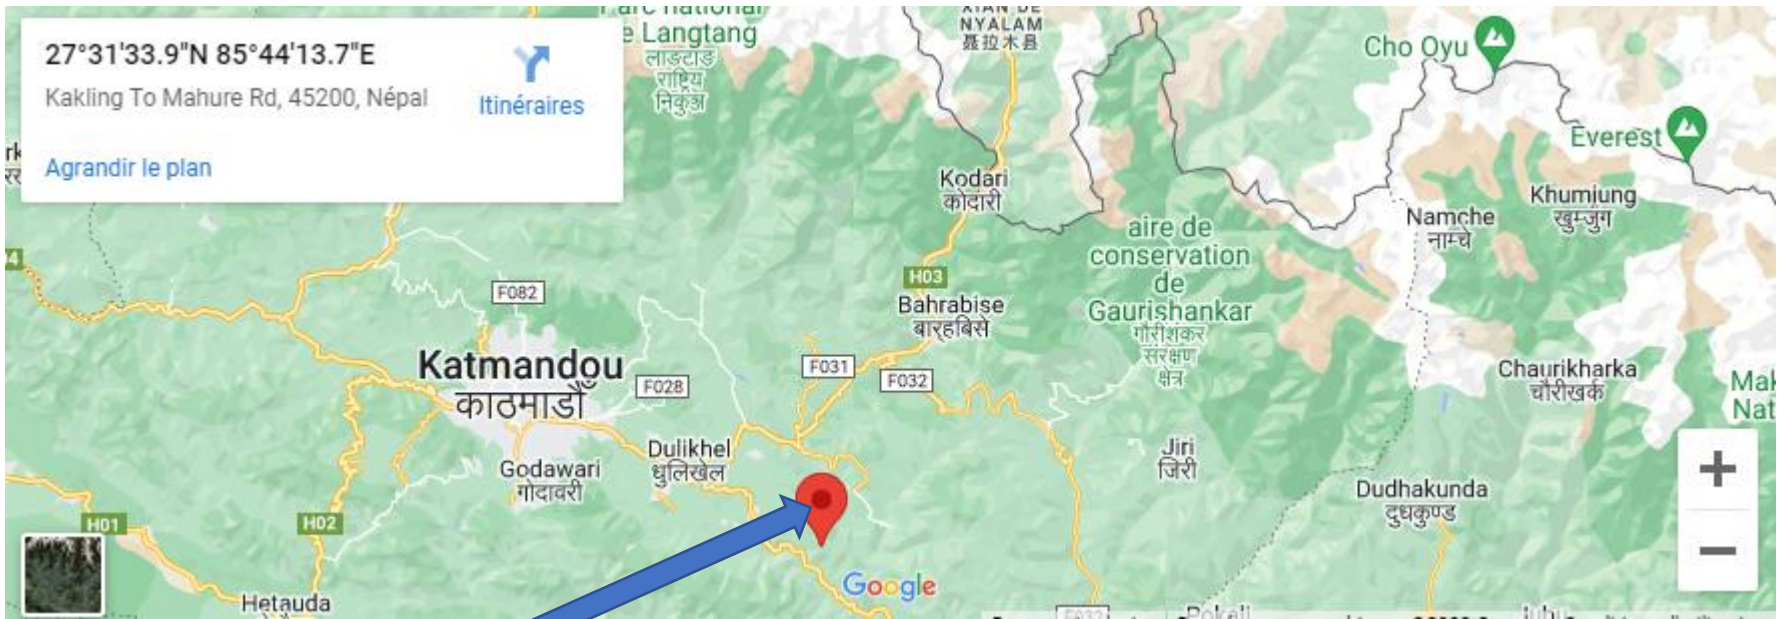 27°31'33.9"N 85°44'13.7"E
Kakling To Mahure Rd, 45200, Népal
Itinéraires
Agrandir le plan
Langtang
लाङटाङ
राष्ट्रिय
निकुञ्ज
NYALAM
聂拉木县
Cho Oyu
Everest
Kodari
कोदारी
Khumjung
खुम्जुंग
Namche
नाम्चे
aire de
conservation
de
Gaurishankar
गौरीशंकर
संरक्षण
क्षेत्र
H03
F082
Bahrabise
बाह्रबिसे
Katmandou
काठमाडौँ
F031
F032
F028
Chaurikharka
चौरीखर्क
Dulikhel
धुलिखेल
Jiri
जिरी
Godawari
गोदावरी
Dudhakunda
दुधकुण्ड
H01
H02
Google
Hetauda